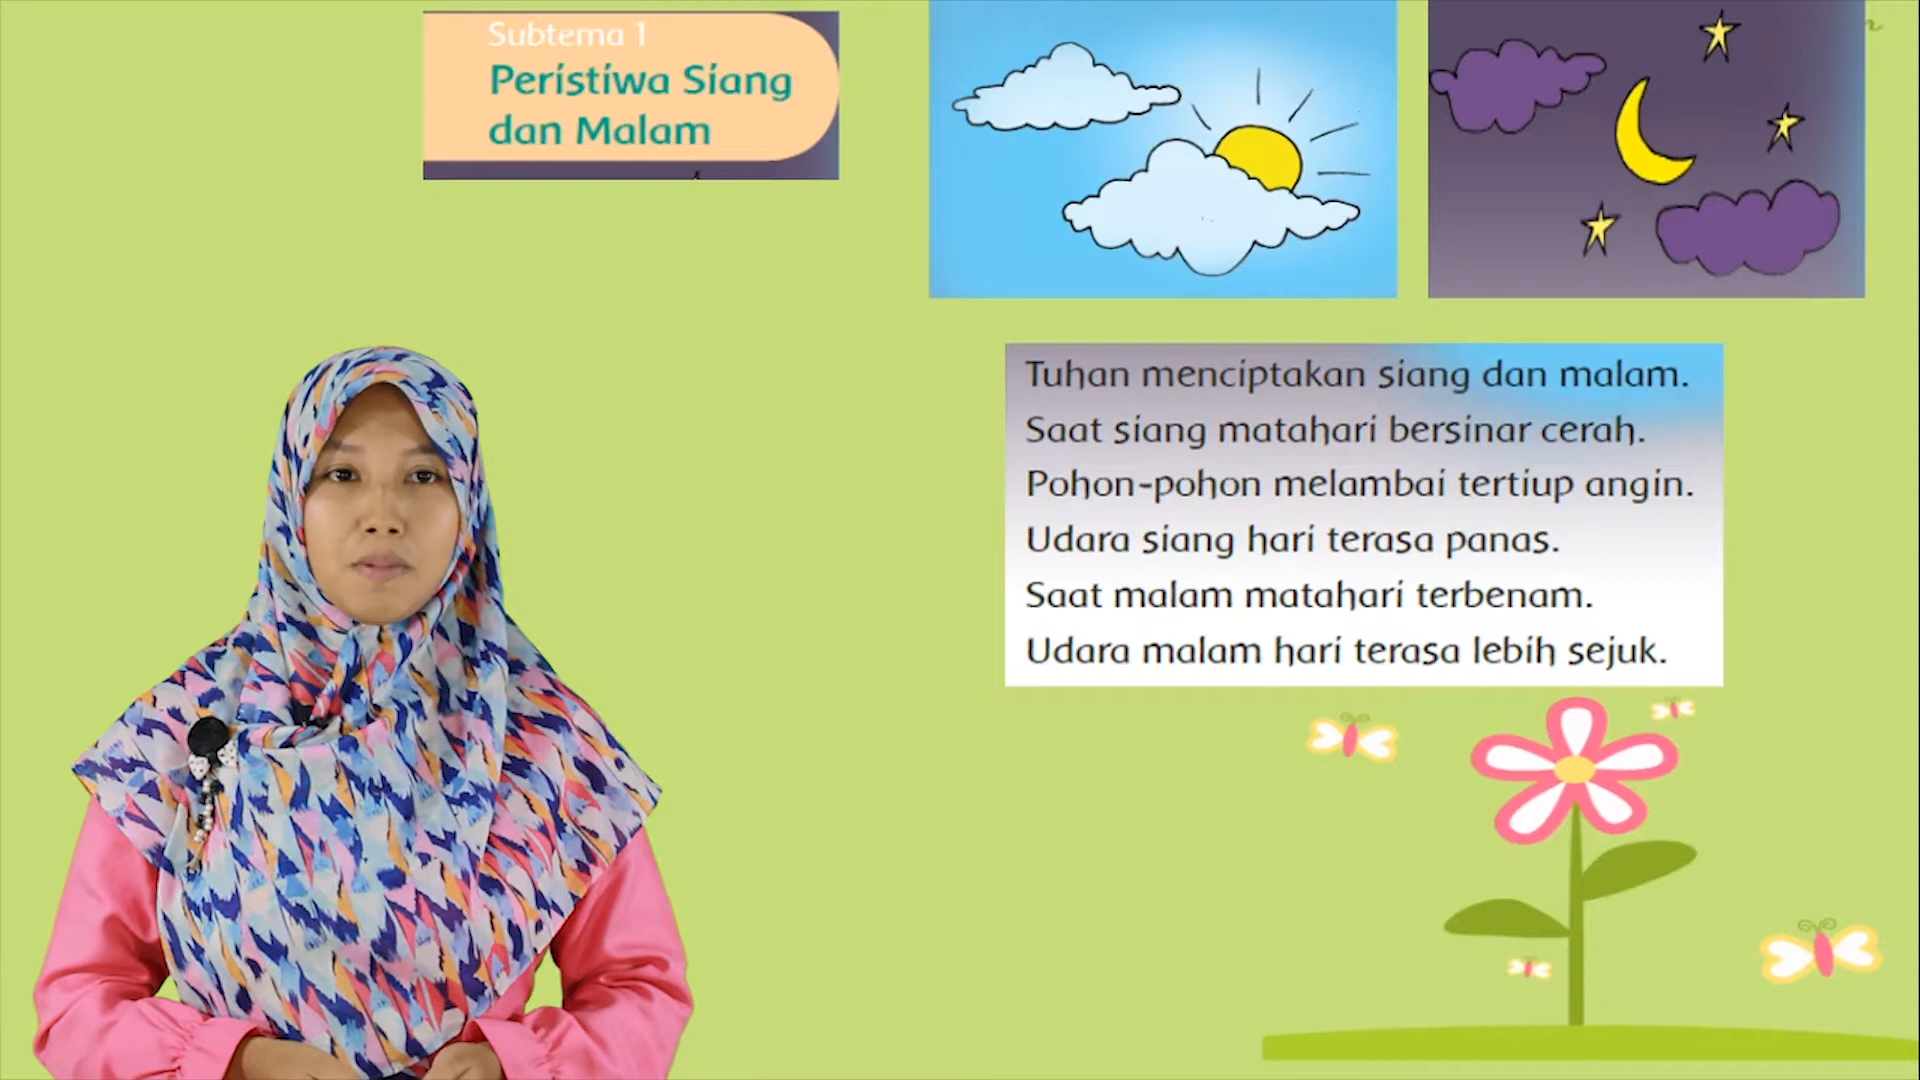 Subtema 1
Peristiwa Siang
dan Malam
Tuhan menciptakan siang dan malam.
Saat siang matahari bersinar cerah.
Pohon-pohon melambai tertiup angin.
Udara siang hari terasa panas.
Saat malam matahari terbenam.
Udara malam hari terasa lebih sejuk.